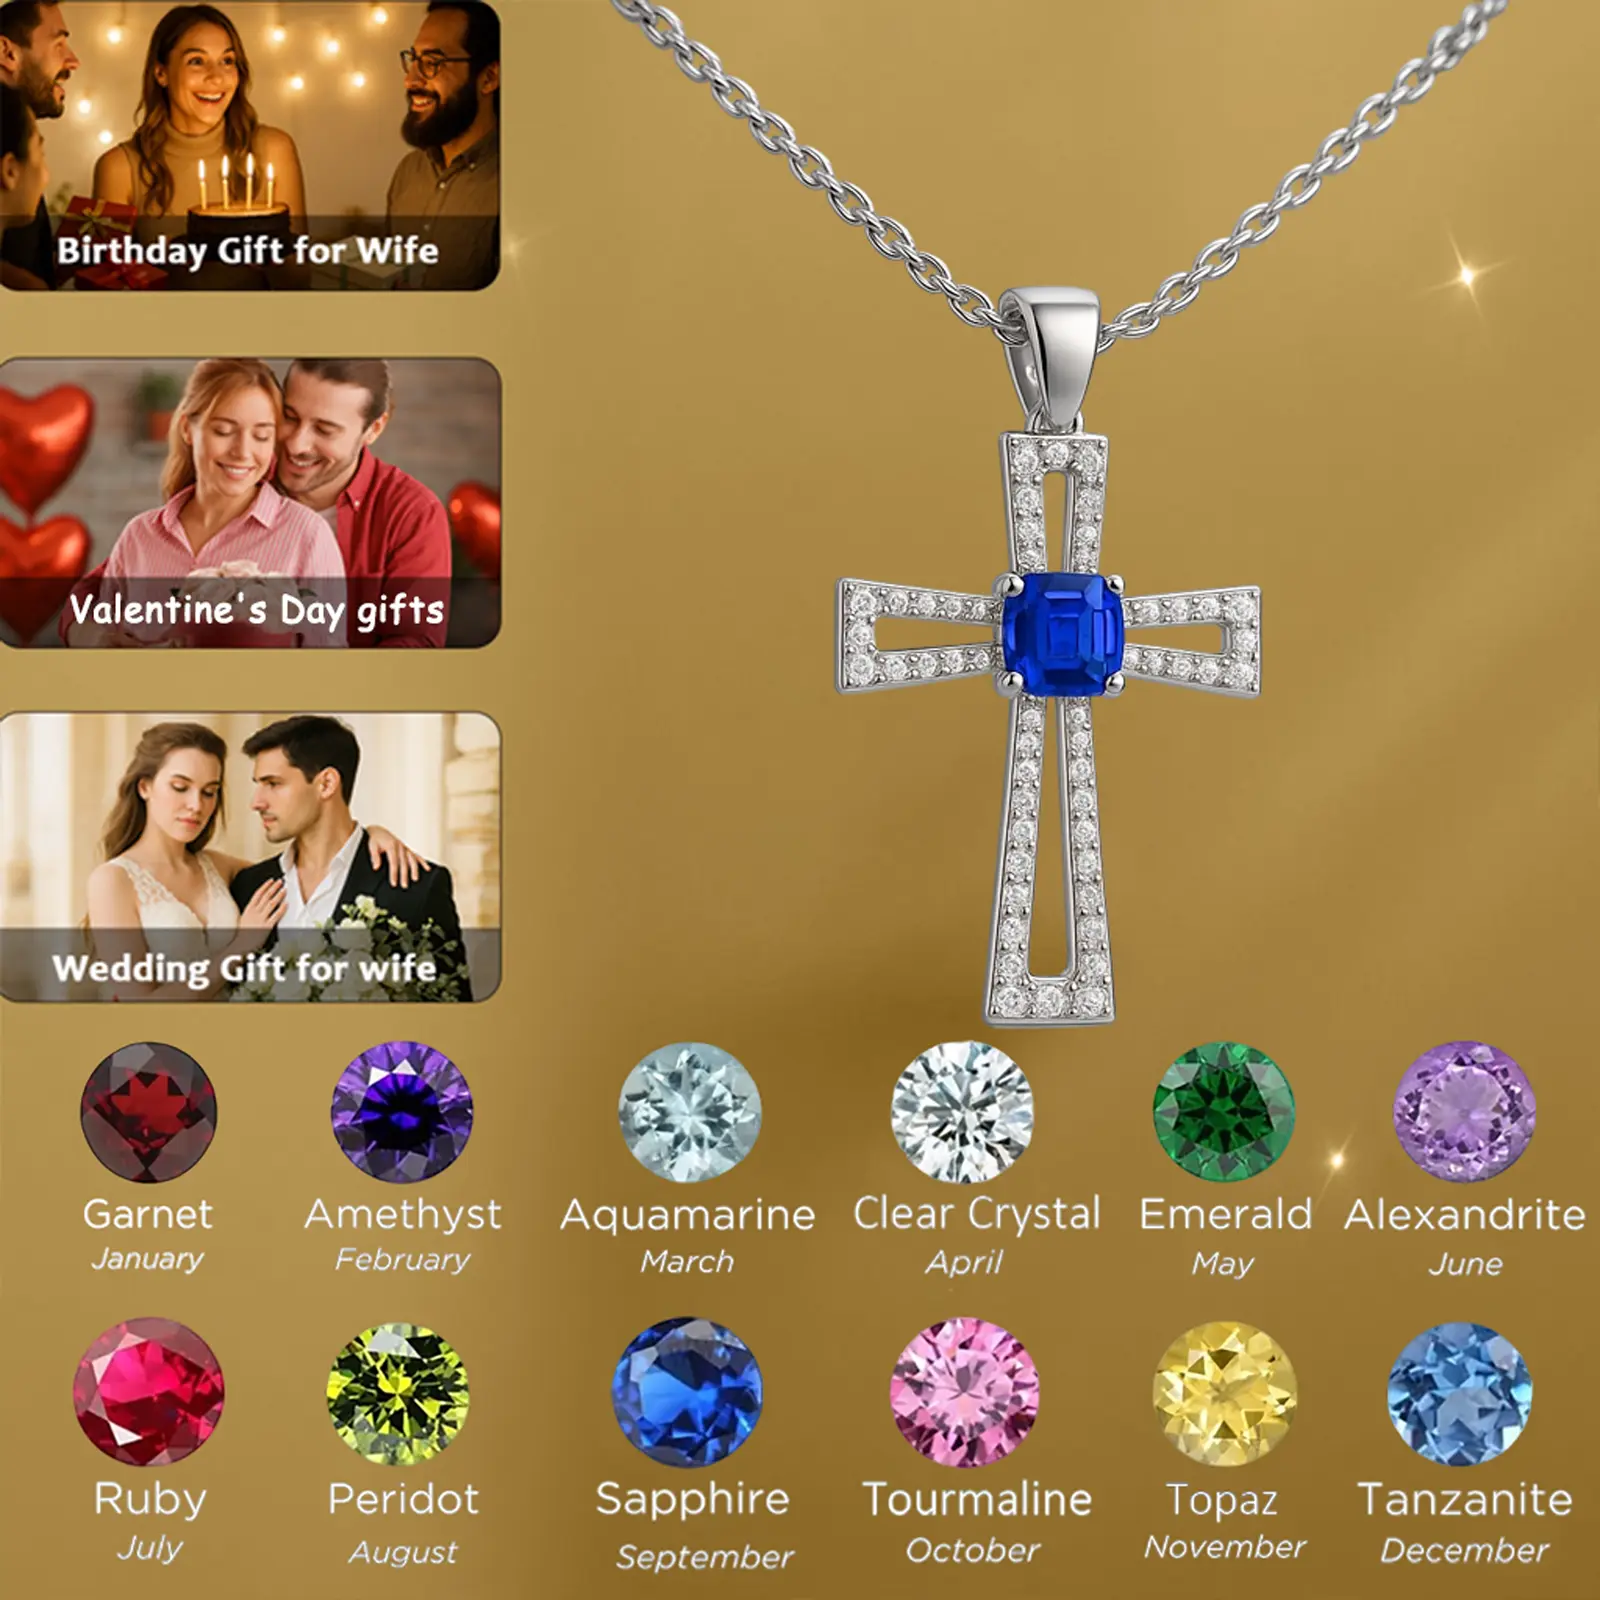 Birthday Gift for Wife
Valentine's Day gifts
Wedding Gift for wife
Garnet
January
Amethyst
February
Aquamarine
March
Clear Crystal
April
Emerald
May
Alexandrite
June
Ruby
July
Peridot
August
Sapphire
September
Tourmaline
October
Topaz
November
Tanzanite
December